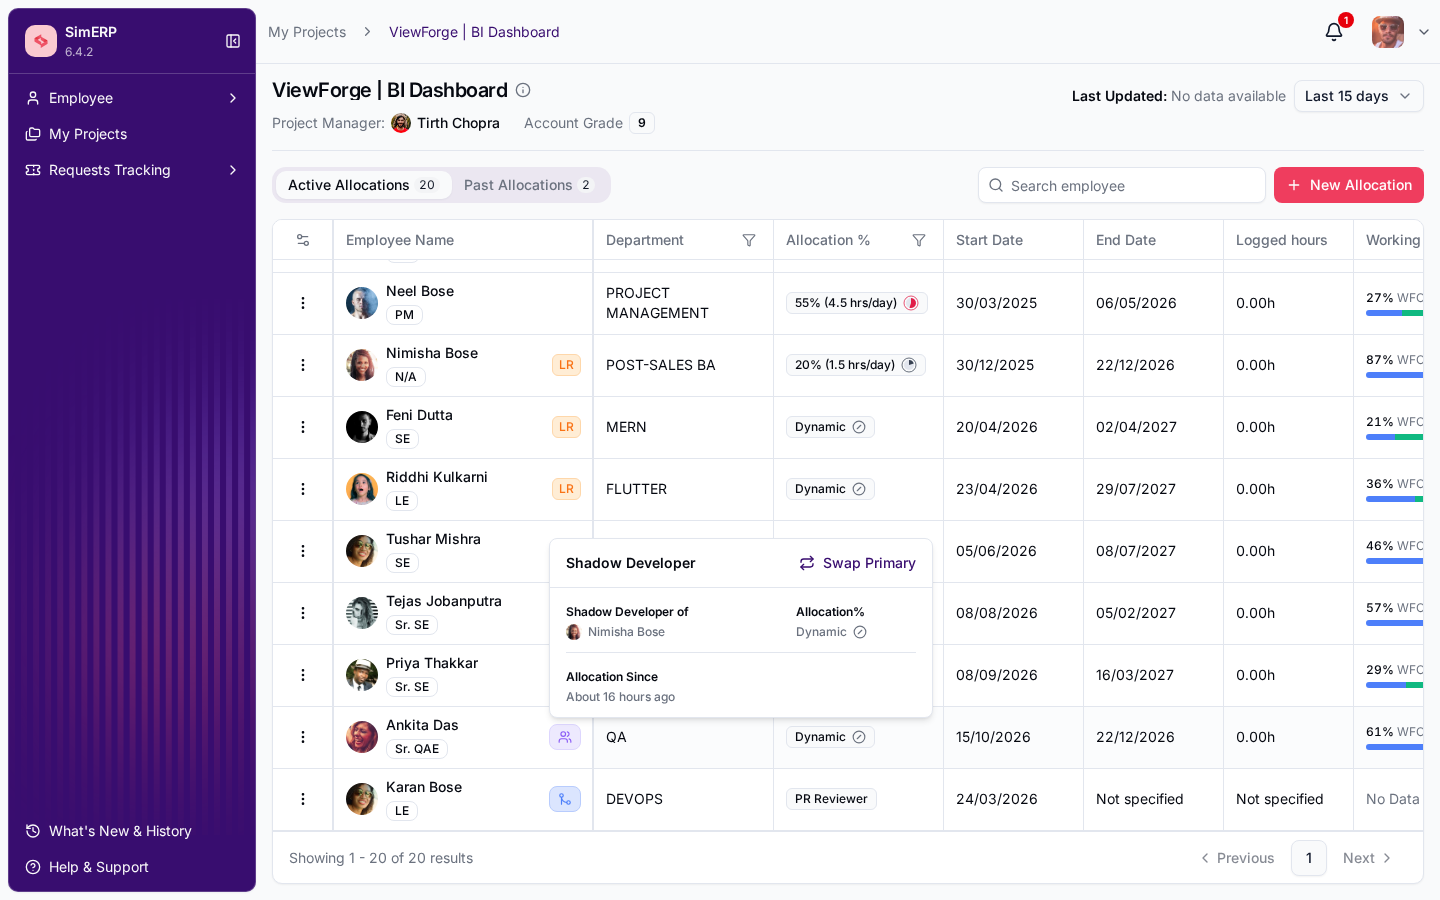 SimERP
6.4.2
Employee
My Projects
Requests Tracking
What's New & History
Help & Support
My Projects > ViewForge | BI Dashboard
1
ViewForge | BI Dashboard
Project Manager: Tirth Chopra Account Grade 9
Last Updated: No data available Last 15 days
Active Allocations 20 Past Allocations 2
Search employee
New Allocation
Employee Name Department Allocation % Start Date End Date Logged hours Working
Neel Bose
PM
PROJECT
MANAGEMENT
55% (4.5 hrs/day) 30/03/2025 06/05/2026 0.00h 27% WFO
Nimisha Bose
N/A
LR POST-SALES BA 20% (1.5 hrs/day) 30/12/2025 22/12/2026 0.00h 87% WFO
Feni Dutta
SE
LR MERN Dynamic 20/04/2026 02/04/2027 0.00h 21% WFO
Riddhi Kulkarni
LE
LR FLUTTER Dynamic 23/04/2026 29/07/2027 0.00h 36% WFO
Tushar Mishra
SE
05/06/2026 08/07/2027 0.00h 46% WFO
Tejas Jobanputra
Sr. SE
08/08/2026 05/02/2027 0.00h 57% WFO
Priya Thakkar
Sr. SE
08/09/2026 16/03/2027 0.00h 29% WFO
Shadow Developer Swap Primary
Shadow Developer of Allocation%
Nimisha Bose Dynamic
Allocation Since
About 16 hours ago
Ankita Das
Sr. QAE
QA Dynamic 15/10/2026 22/12/2026 0.00h 61% WFO
Karan Bose
LE
DEVOPS PR Reviewer 24/03/2026 Not specified Not specified No Data
Showing 1 - 20 of 20 results
Previous 1 Next